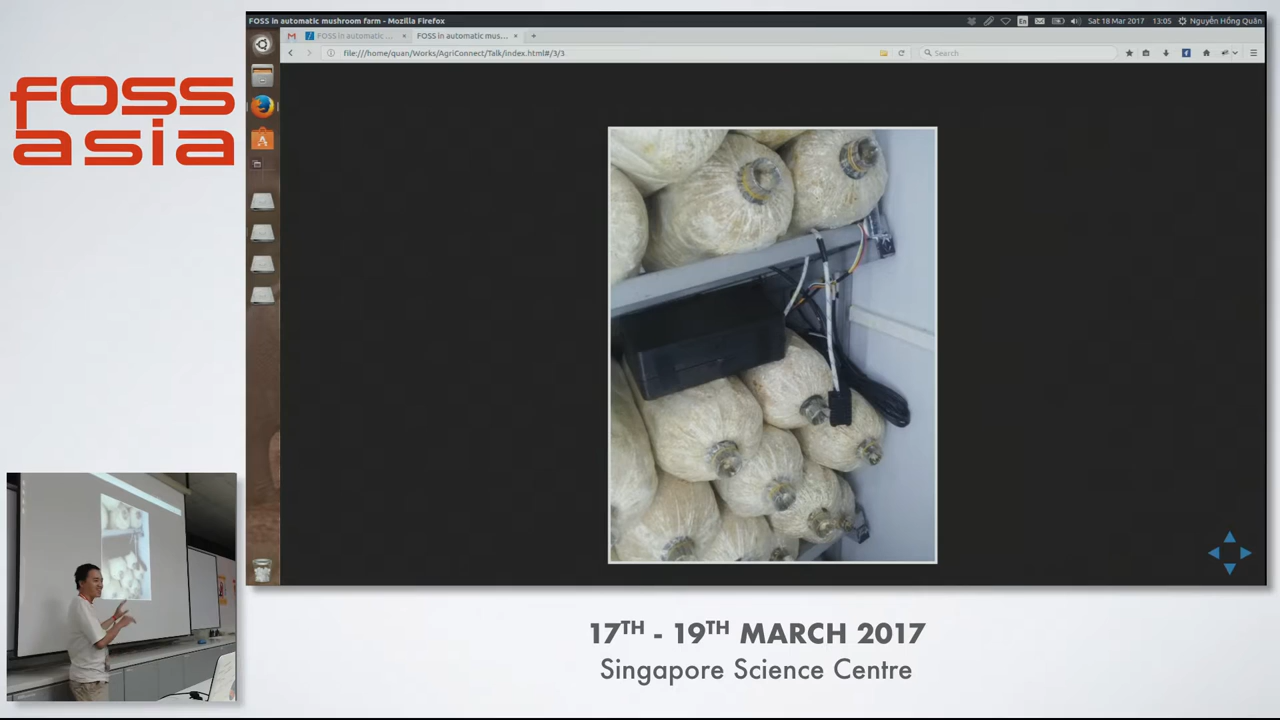 FOSS in automatic mushroom farm - Mozilla Firefox
En
Sat 18 Mar 2017
13:05
Nguyễn Hồng Quân
foss
asia
FOSS in automatic ...
FOSS in automatic mus...
file:///home/quan/Works/AgriConnect/Talk/index.html#/3/3
Search
17TH - 19TH MARCH 2017
Singapore Science Centre